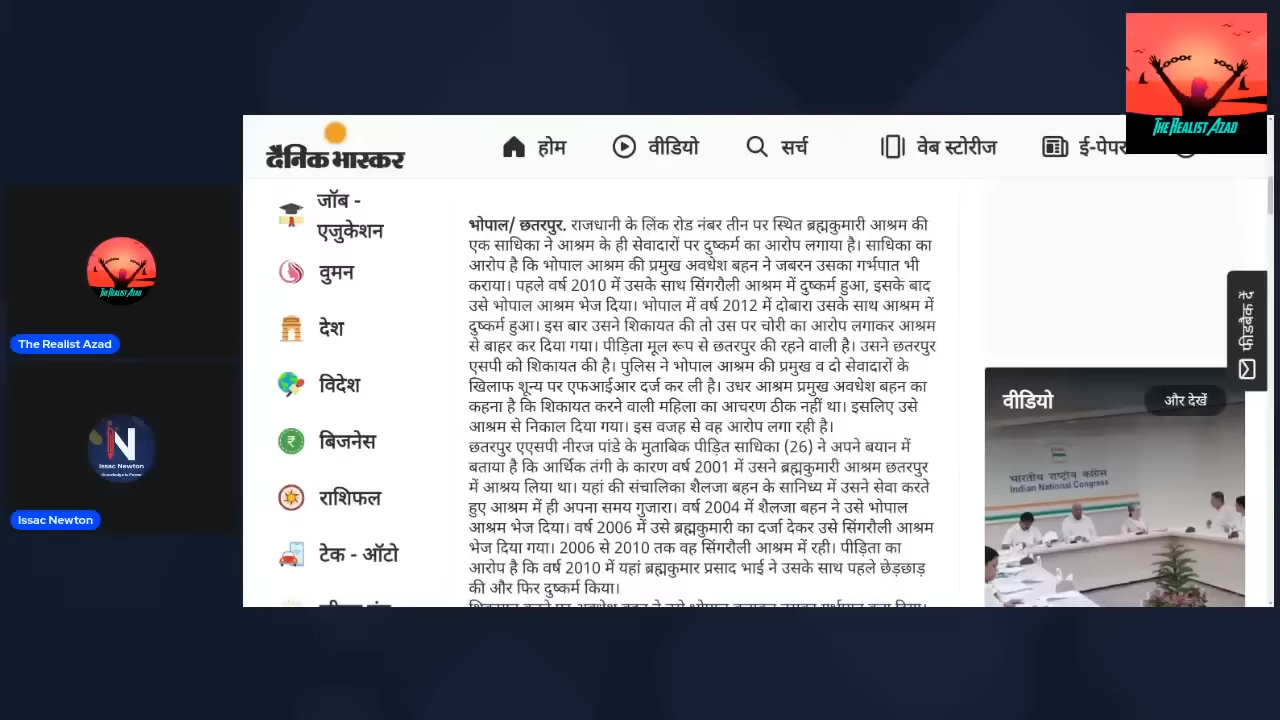 THE REALIST AZAD
दैनिक भास्कर
होम
वीडियो
सर्च
वेब स्टोरीज
ई-पेपर
जॉब -
एजुकेशन
वुमन
देश
विदेश
बिजनेस
राशिफल
टेक - ऑटो
भोपाल/ छतरपुर. राजधानी के लिंक रोड नंबर तीन पर स्थित ब्रह्मकुमारी आश्रम की
एक साधिका ने आश्रम के ही सेवादारों पर दुष्कर्म का आरोप लगाया है। साधिका का
आरोप है कि भोपाल आश्रम की प्रमुख अवधेश बहन ने जबरन उसका गर्भपात भी
कराया। पहले वर्ष 2010 में उसके साथ सिंगरौली आश्रम में दुष्कर्म हुआ, इसके बाद
उसे भोपाल आश्रम भेज दिया। भोपाल में वर्ष 2012 में दोबारा उसके साथ आश्रम में
दुष्कर्म हुआ। इस बार उसने शिकायत की तो उस पर चोरी का आरोप लगाकर आश्रम
से बाहर कर दिया गया। पीड़िता मूल रूप से छतरपुर की रहने वाली है। उसने छतरपुर
एसपी को शिकायत की है। पुलिस ने भोपाल आश्रम की प्रमुख व दो सेवादारों के
खिलाफ शून्य पर एफआईआर दर्ज कर ली है। उधर आश्रम प्रमुख अवधेश बहन का
कहना है कि शिकायत करने वाली महिला का आचरण ठीक नहीं था। इसलिए उसे
आश्रम से निकाल दिया गया। इस वजह से वह आरोप लगा रही है।
छतरपुर एएसपी नीरज पांडे के मुताबिक पीड़ित साधिका (26) ने अपने बयान में
बताया है कि आर्थिक तंगी के कारण वर्ष 2001 में उसने ब्रह्मकुमारी आश्रम छतरपुर
में आश्रय लिया था। यहां की संचालिका शैलजा बहन के सानिध्य में उसने सेवा करते
हुए आश्रम में ही अपना समय गुजारा। वर्ष 2004 में शैलजा बहन ने उसे भोपाल
आश्रम भेज दिया। वर्ष 2006 में उसे ब्रह्मकुमारी का दर्जा देकर उसे सिंगरौली आश्रम
भेज दिया गया। 2006 से 2010 तक वह सिंगरौली आश्रम में रही। पीड़िता का
आरोप है कि वर्ष 2010 में यहां ब्रह्मकुमार प्रसाद भाई ने उसके साथ पहले छेड़छाड़
की और फिर दुष्कर्म किया।
फीडबैक दें
वीडियो
और देखें
भारतीय राष्ट्रीय कांग्रेस
Indian National Congress
THE REALIST AZAD
The Realist Azad
N
Issac Newton
Knowledge is Power
Issac Newton